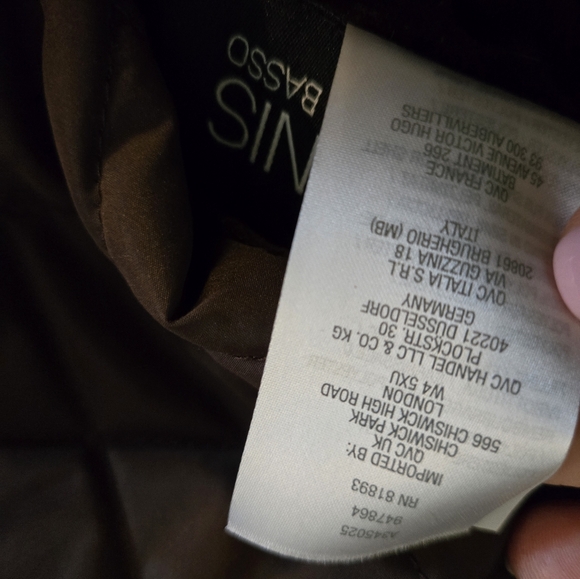 NIS
BASSO
A345025
947864
RN 81893
IMPORTED BY:
QVC UK
CHISWICK PARK
566 CHISWICK HIGH ROAD
LONDON
W4 5XU
QVC HANDEL LLC & CO. KG
PLOCKSTR. 30
40221 DUSSELDORF
GERMANY
QVC ITALIA S.R.L
VIA GUZZINA 18
20861 BRUGHERIO (MB)
ITALY
QVC FRANCE
BATIMENT 266
45 AVENUE VICTOR HUGO
93 300 AUBERVILLIERS